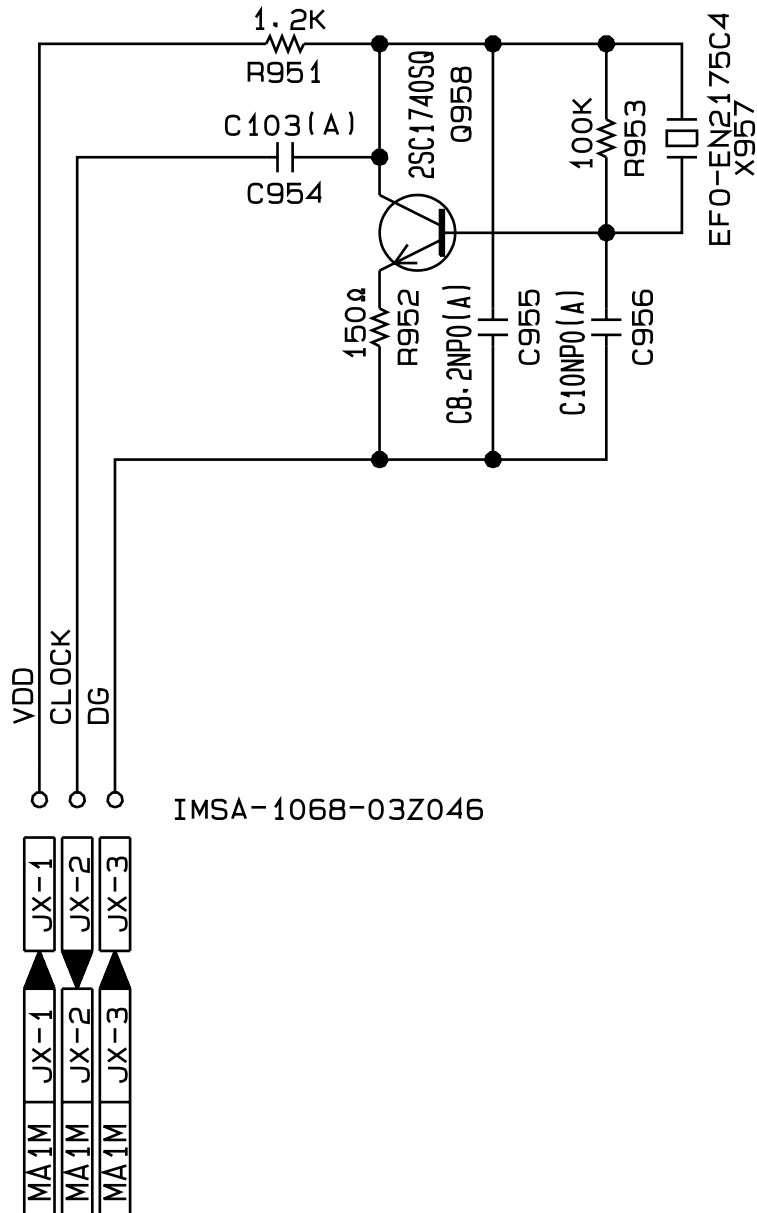 1.2K
R951
C103(A)
C954
2SC1740SQ
Q958
100K
R953
EFO-EN2175C4
X957
150Ω
R952
C8.2NP0(A)
C955
C10NP0(A)
C956
VDD
CLOCK
DG
IMSA-1068-03Z046
JX-1
JX-2
JX-3
JX-1
JX-2
JX-3
MA1M
MA1M
MA1M